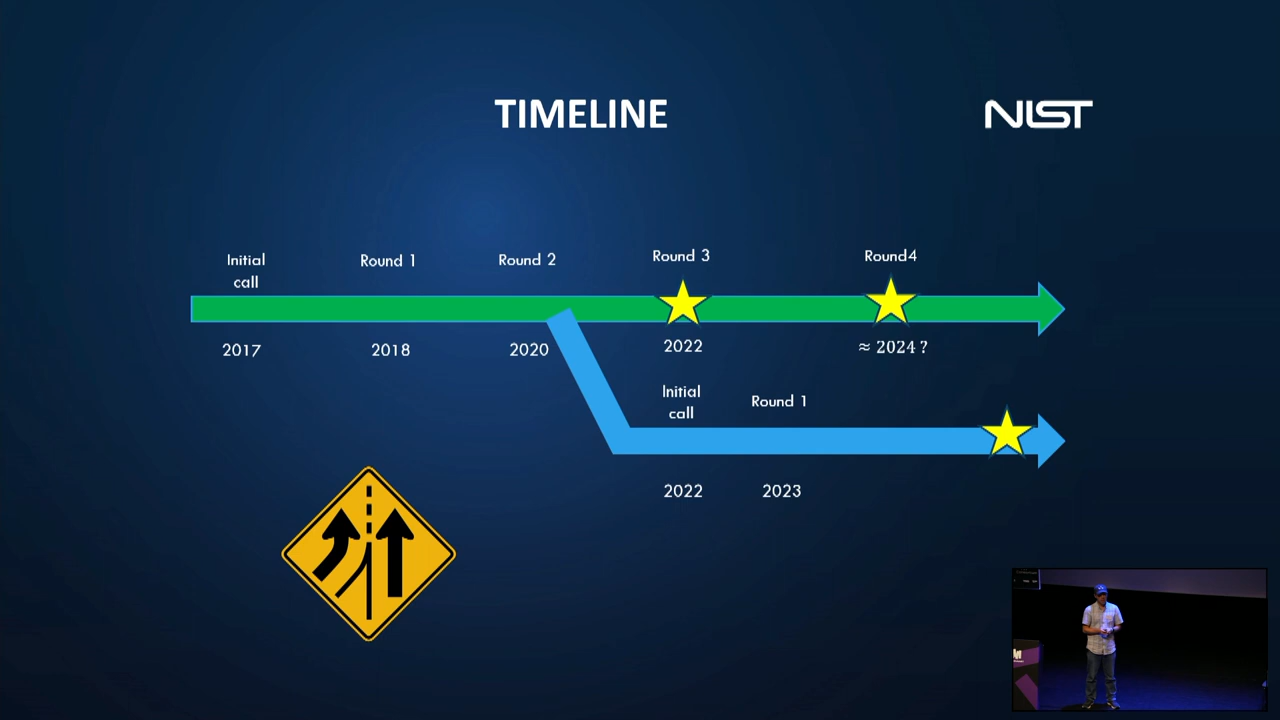 TIMELINE
NIST
Initial
call
Round 1
Round 2
Round 3
Round4
2017
2018
2020
2022
≈ 2024 ?
Initial
call
Round 1
2022
2023